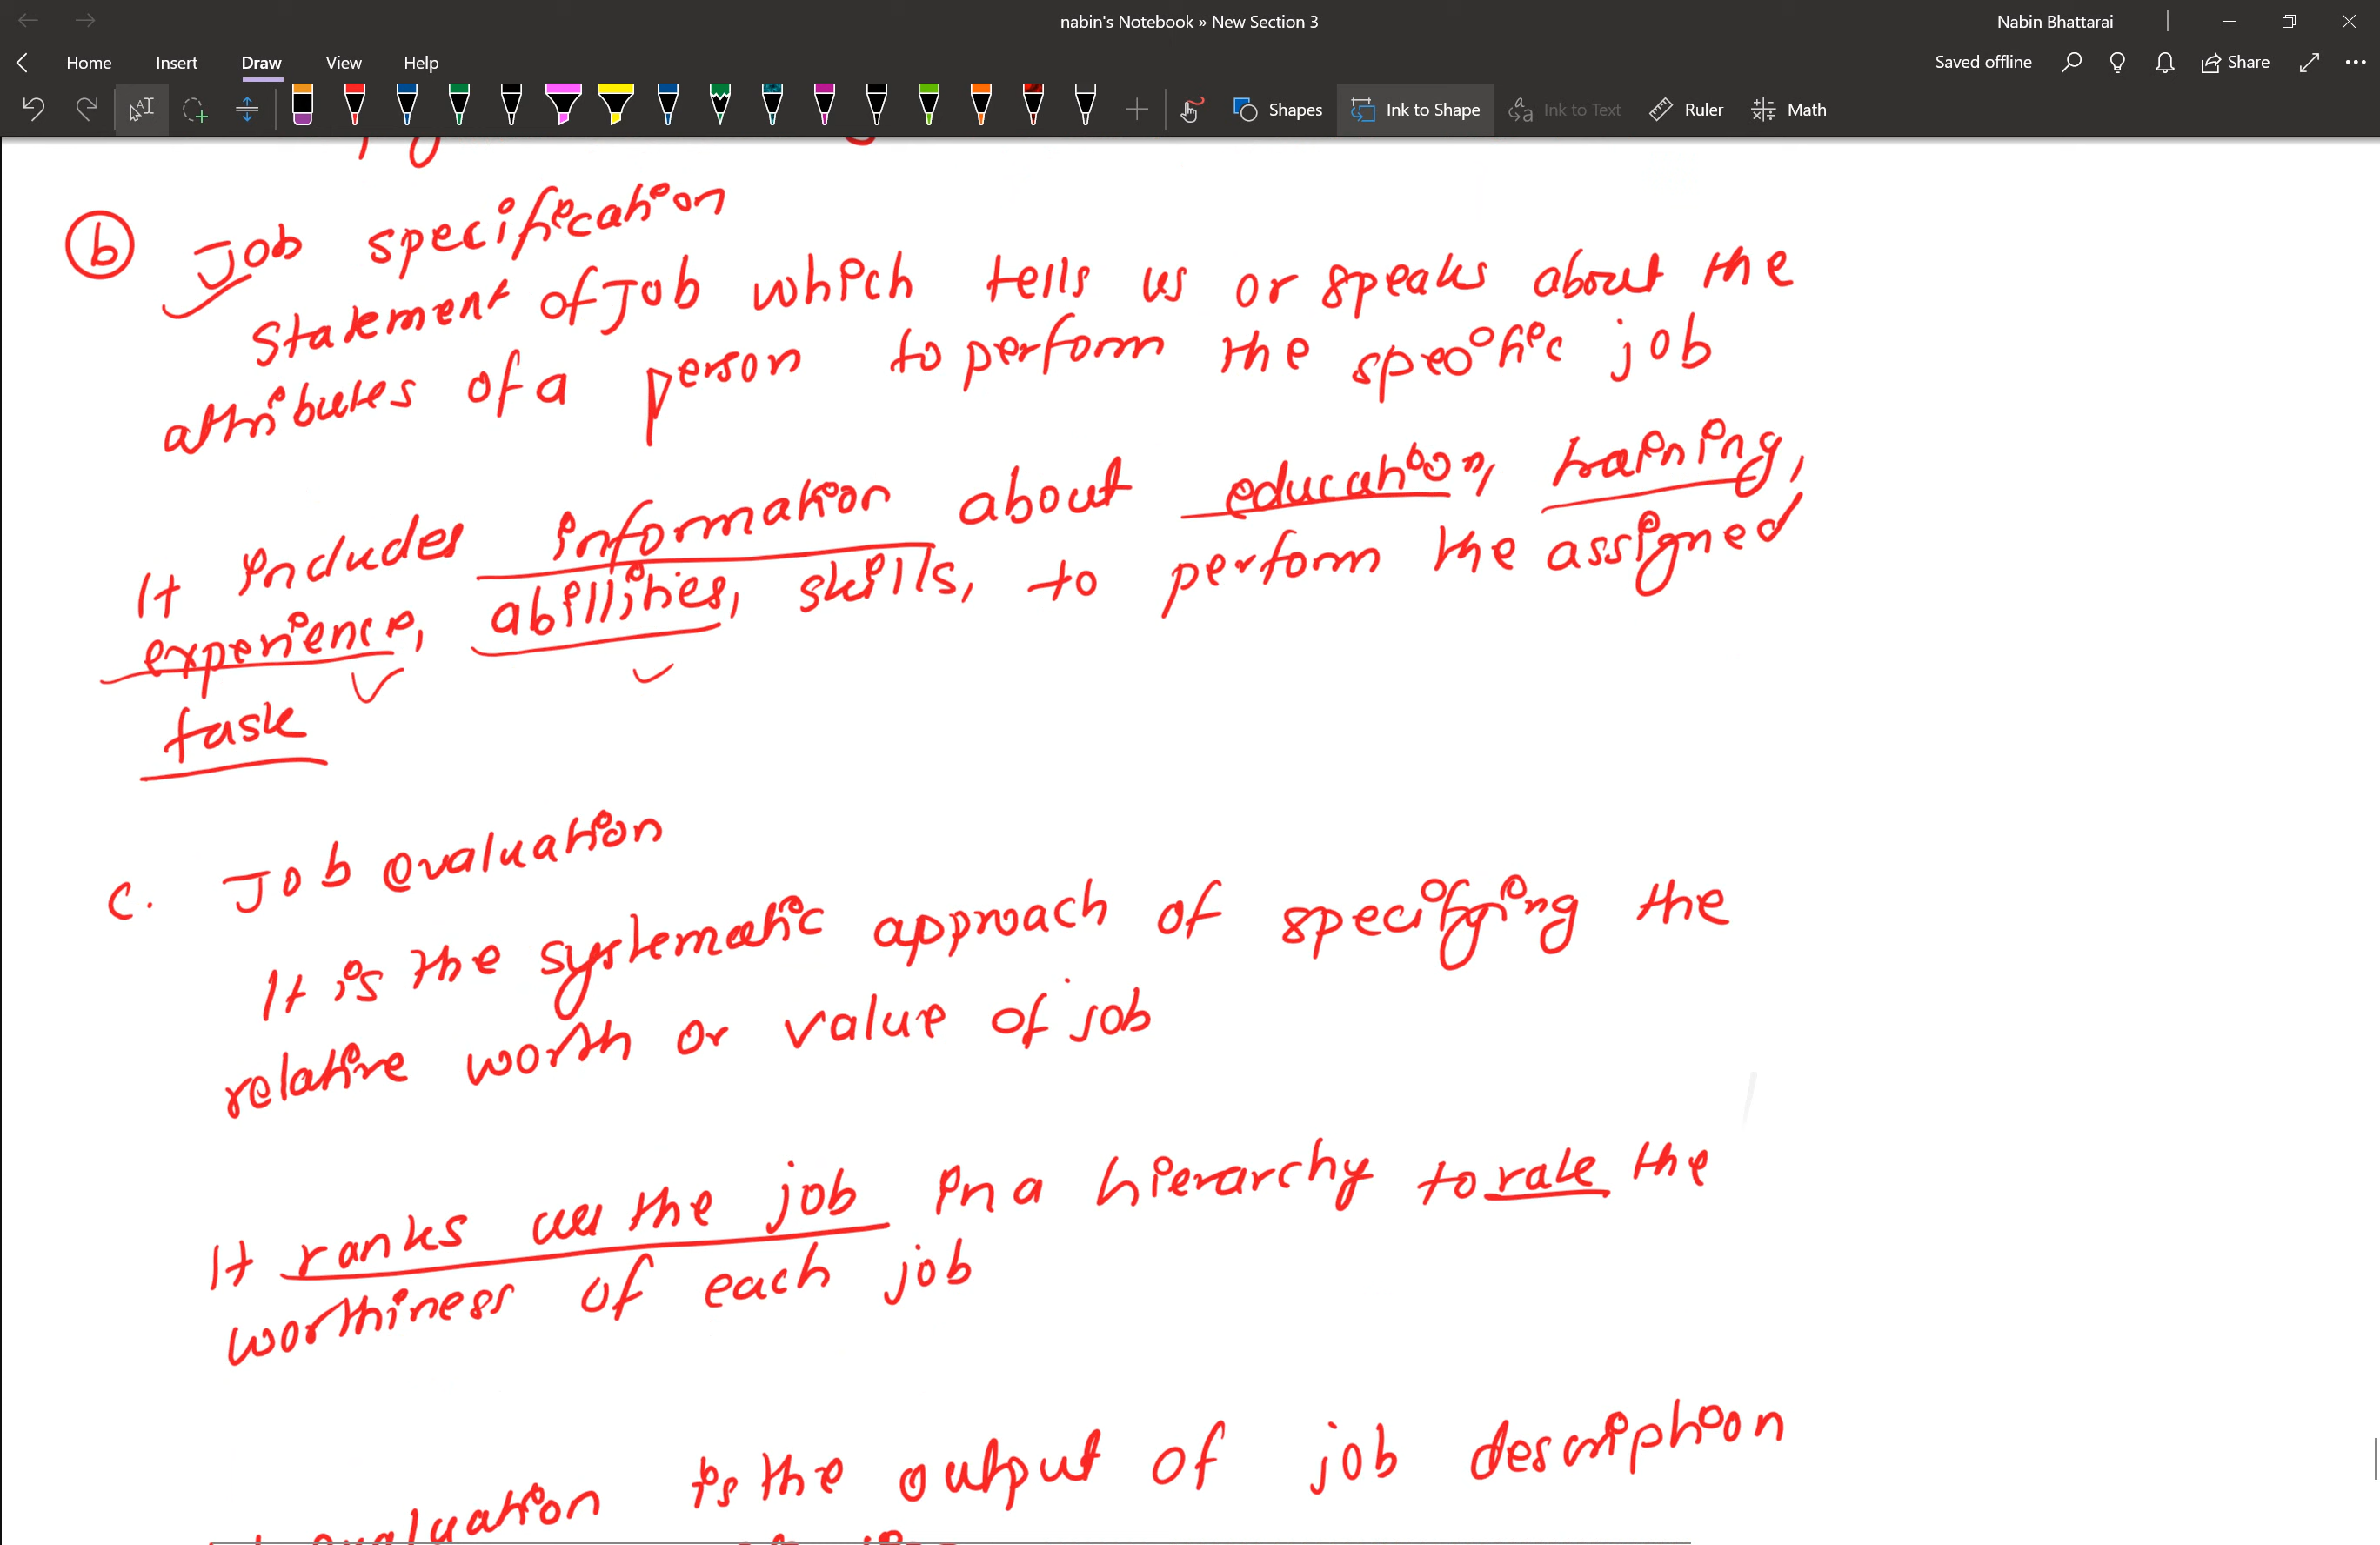 nabin's Notebook » New Section 3
Nabin Bhattarai
Home Insert Draw View Help
Saved offline
Share
Shapes
Ink to Shape
Ink to Text
Ruler
Math
b Job specification
Statement of Job which tells us or speaks about the
attributes of a person to perform the specific job
It includes information about education, training,
experience, abillities, skills, to perform the assigned
task
C. Job evaluation
It is the systematic approach of specifying the
relative worth or value of job
It ranks all the job in a hierarchy to rate the
worthiness of each job
evaluation is the output of job description